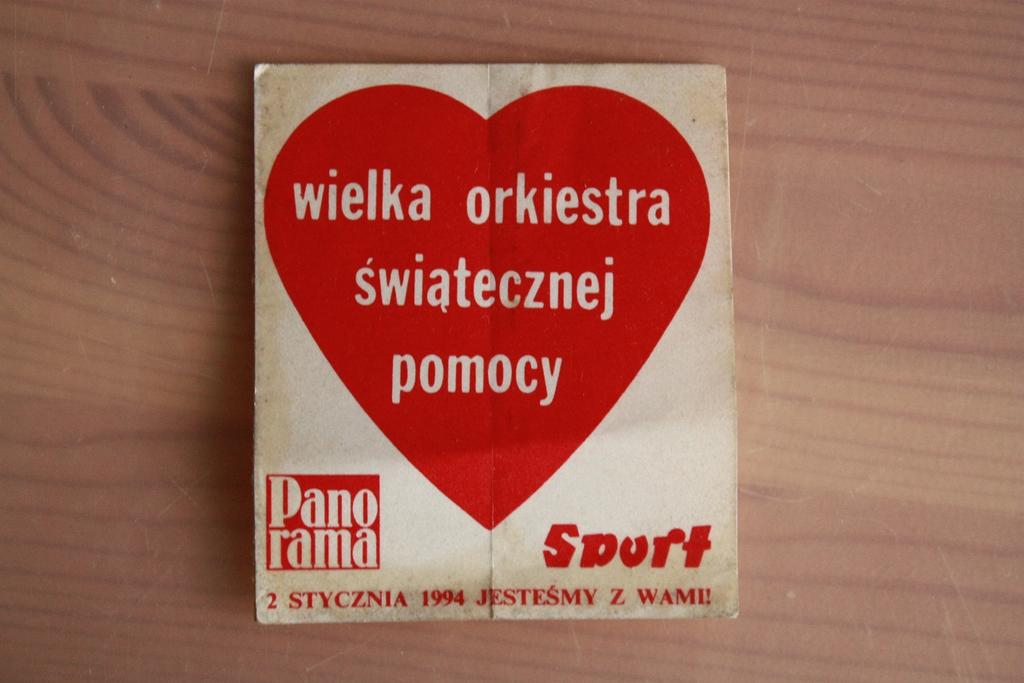 wielka orkiestra
świątecznej
pomocy
Pano
rama
Sport
2 STYCZNIA 1994 JESTEŚMY Z WAMI!